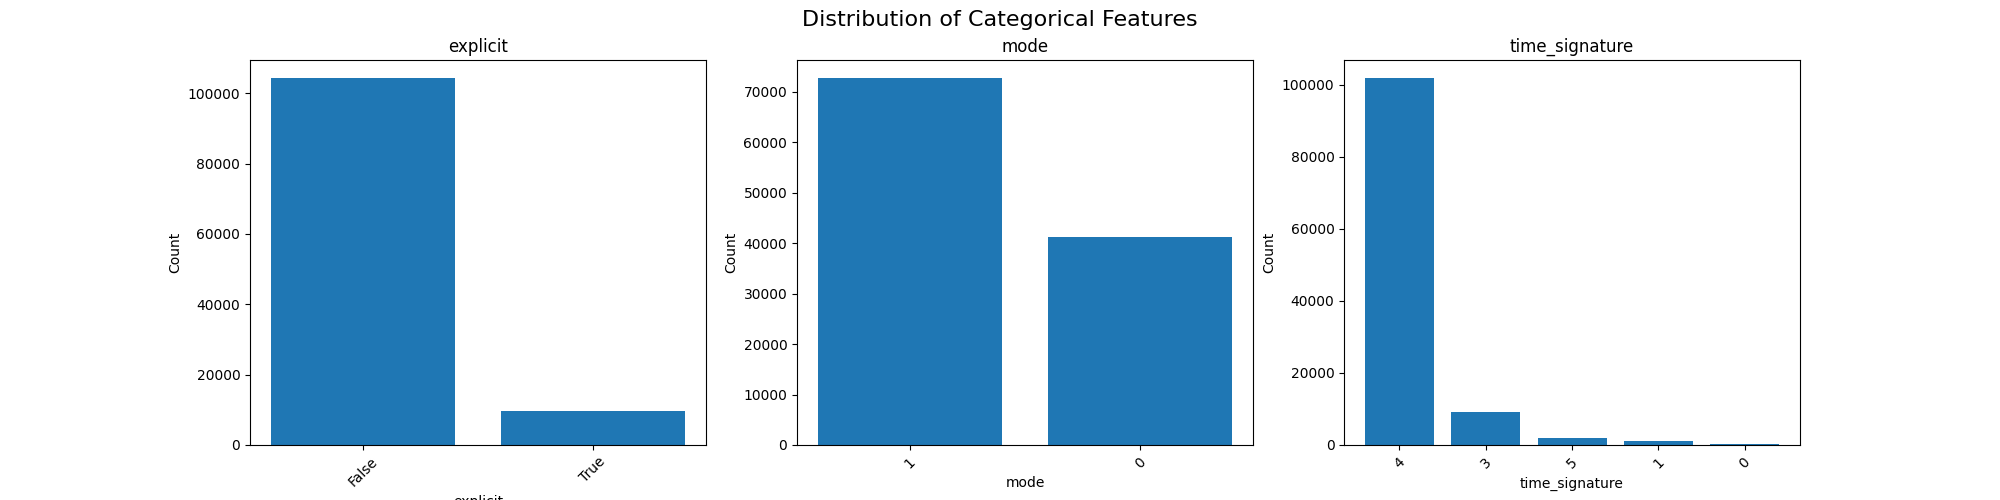 Distribution of Categorical Features
explicit
100000
80000
60000
40000
20000
0
Count
False
True
explicit
mode
70000
60000
50000
40000
30000
20000
10000
0
Count
1
0
mode
time_signature
100000
80000
60000
40000
20000
0
Count
4
3
5
1
0
time_signature